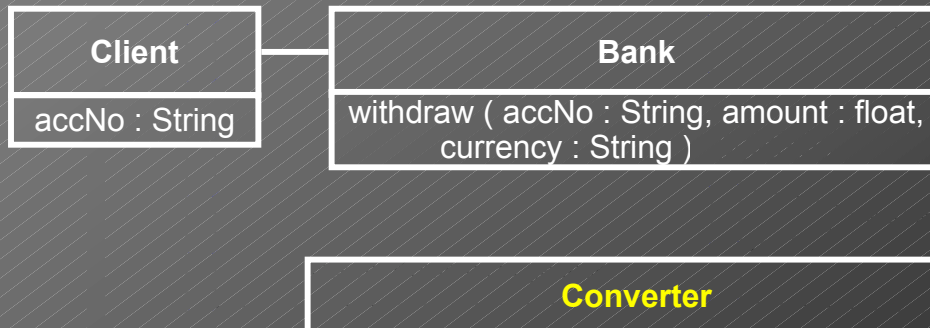 Client
Bank
accNo : String
withdraw ( accNo : String, amount : float,
currency : String )
Converter